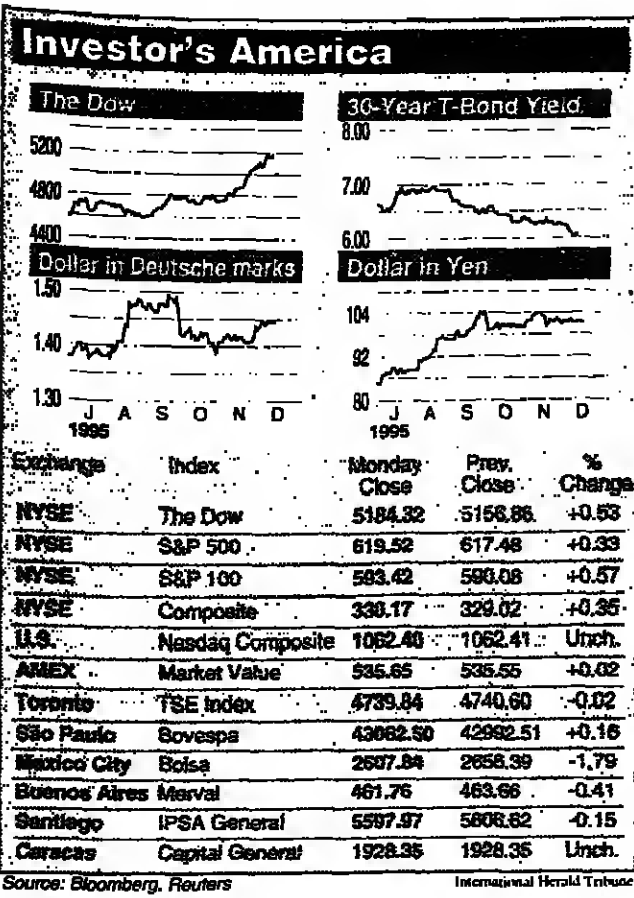 Investor's America
The Dow
5200
4800
4400
30-Year T-Bond Yield
8.00
7.00
6.00
Dollar in Deutsche marks
1.50
1.40
1.30
J A S O N D
1995
Dollar in Yen
104
92
80
J A S O N D
1995
Exchange Index Monday Close Prev. Close % Change
NYSE The Dow 5184.32 5156.86 +0.53
NYSE S&P 500 619.52 617.48 +0.33
NYSE S&P 100 593.42 590.08 +0.57
NYSE Composite 330.17 329.02 +0.35
U.S. Nasdaq Composite 1062.40 1062.41 Unch.
AMEX Market Value 535.65 535.55 +0.02
Toronto TSE Index 4739.84 4740.60 -0.02
São Paulo Bovespa 43062.50 42992.51 +0.16
Mexico City Bolsa 2607.84 2656.39 -1.79
Buenos Aires Merval 461.76 463.66 -0.41
Santiago IPSA General 5597.97 5606.62 -0.15
Caracas Capital General 1928.35 1928.35 Unch.
Source: Bloomberg, Reuters
International Herald Tribune